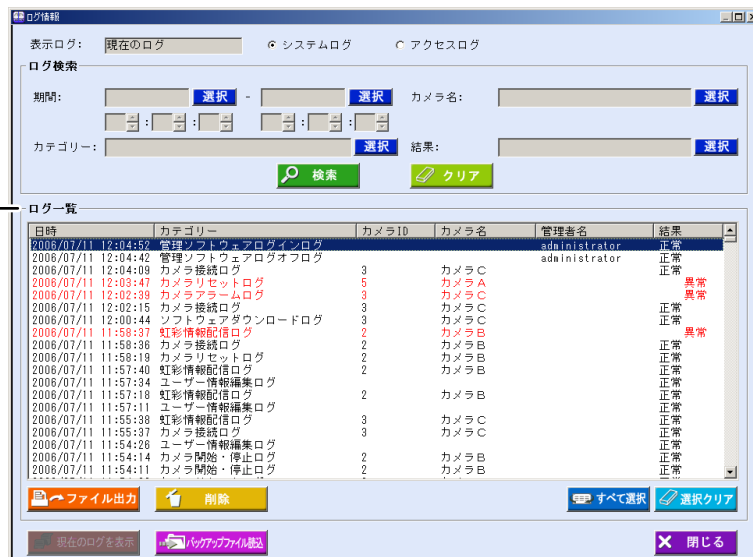 ログ情報
表示ログ: 現在のログ システムログ アクセスログ
ログ検索
期間: 選択 - 選択 カメラ名: 選択
: : : :
カテゴリー: 選択 結果: 選択
検索 クリア
ログ一覧
日時 カテゴリー カメラID カメラ名 管理者名 結果
2006/07/11 12:04:52 管理ソフトウェアログインログ administrator 正常
2006/07/11 12:04:42 管理ソフトウェアログオフログ administrator 正常
2006/07/11 12:04:09 カメラ接続ログ 3 カメラC 正常
2006/07/11 12:03:47 カメラリセットログ 5 カメラA 異常
2006/07/11 12:02:39 カメラアラームログ 3 カメラC 異常
2006/07/11 12:02:15 カメラ接続ログ 3 カメラC 正常
2006/07/11 12:00:44 ソフトウェアダウンロードログ 3 カメラC 正常
2006/07/11 11:58:37 虹彩情報配信ログ 2 カメラB 異常
2006/07/11 11:58:36 カメラ接続ログ 2 カメラB 正常
2006/07/11 11:58:19 カメラリセットログ 2 カメラB 正常
2006/07/11 11:57:40 虹彩情報配信ログ 2 カメラB 正常
2006/07/11 11:57:34 ユーザー情報編集ログ 正常
2006/07/11 11:57:18 虹彩情報配信ログ 2 カメラB 正常
2006/07/11 11:57:11 ユーザー情報編集ログ 正常
2006/07/11 11:55:38 虹彩情報配信ログ 3 カメラC 正常
2006/07/11 11:55:37 カメラ接続ログ 3 カメラC 正常
2006/07/11 11:54:26 ユーザー情報編集ログ 正常
2006/07/11 11:54:14 カメラ開始・停止ログ 2 カメラB 正常
2006/07/11 11:54:11 カメラ開始・停止ログ 2 カメラB 正常
ファイル出力 削除 すべて選択 選択クリア
現在のログを表示 バックアップファイル読込 閉じる